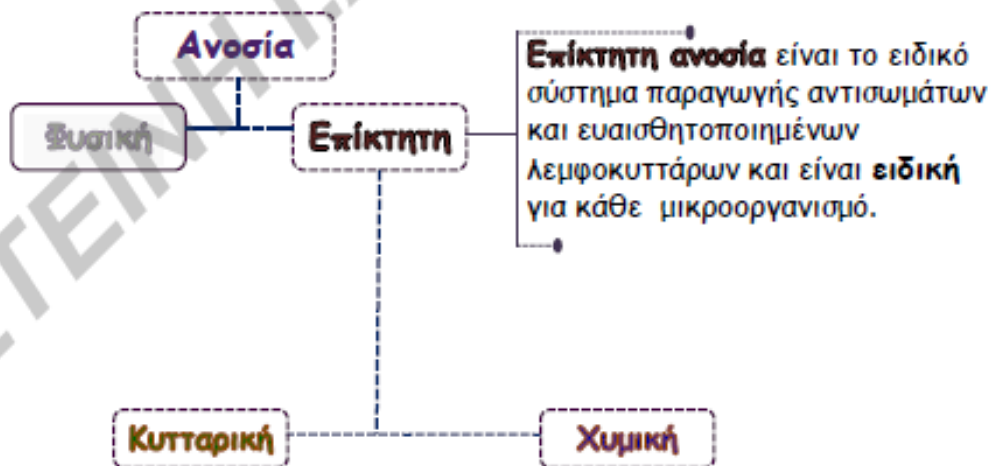 Ανοσία
Φυσική
Επίκτητη
Επίκτητη ανοσία είναι το ειδικό
σύστημα παραγωγής αντισωμάτων
και ευαισθητοποιημένων
λεμφοκυττάρων και είναι ειδική
για κάθε μικροοργανισμό.
Κυτταρική
Χυμική